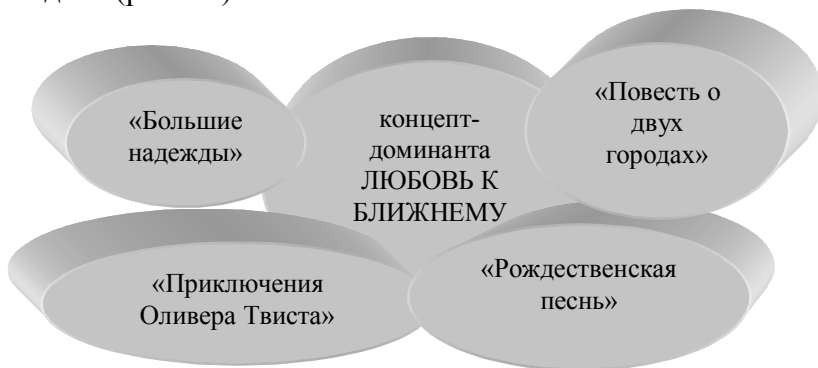 «Большие
надежды»
концепт-
доминанта
ЛЮБОВЬ К
БЛИЖНЕМУ
«Повесть о
двух
городах»
«Приключения
Оливера Твиста»
«Рождественская
песнь»